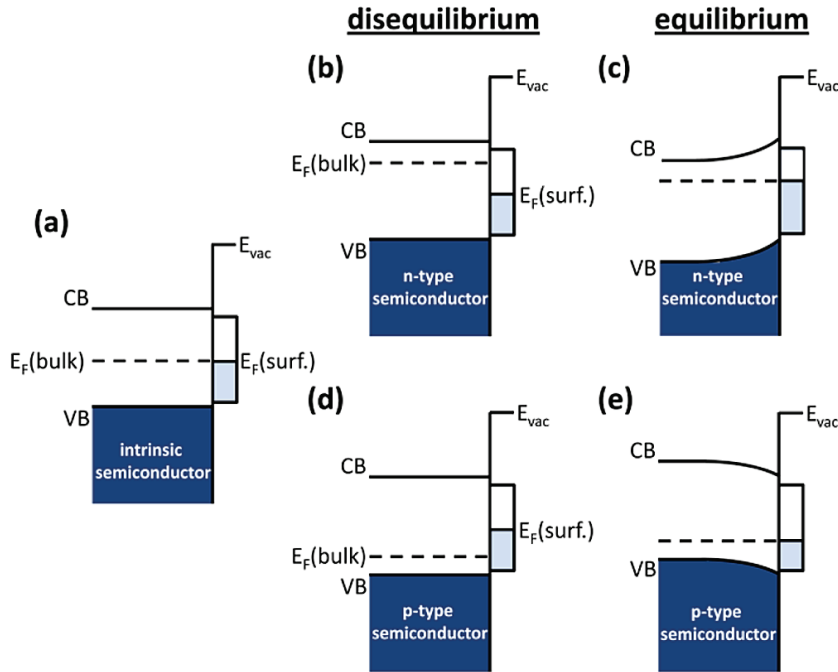 disequilibrium
equilibrium
(a)
E_vac
CB
E_F(bulk)
E_F(surf.)
VB
intrinsic
semiconductor
(b)
E_vac
CB
E_F(bulk)
E_F(surf.)
VB
n-type
semiconductor
(c)
E_vac
CB
VB
n-type
semiconductor
(d)
E_vac
CB
E_F(surf.)
E_F(bulk)
VB
p-type
semiconductor
(e)
E_vac
CB
VB
p-type
semiconductor